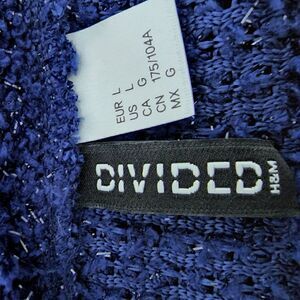 EUR L
US L
CA G
CN 175/104A
MX G
DIVIDED
H&M